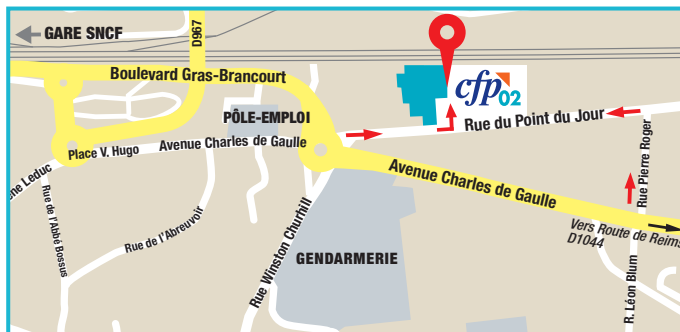 GARE SNCF
D967
Boulevard Gras-Brancourt
cfp02
PÔLE-EMPLOI
Rue du Point du Jour
Place V. Hugo
Avenue Charles de Gaulle
Avenue Charles de Gaulle
Rue Pierre Roger
ne Leduc
Rue de l'Abbé Bossus
Rue de l'Abreuvoir
Rue Winston Churhill
GENDARMERIE
Vers Route de Reims
D1044
R. Léon Blum